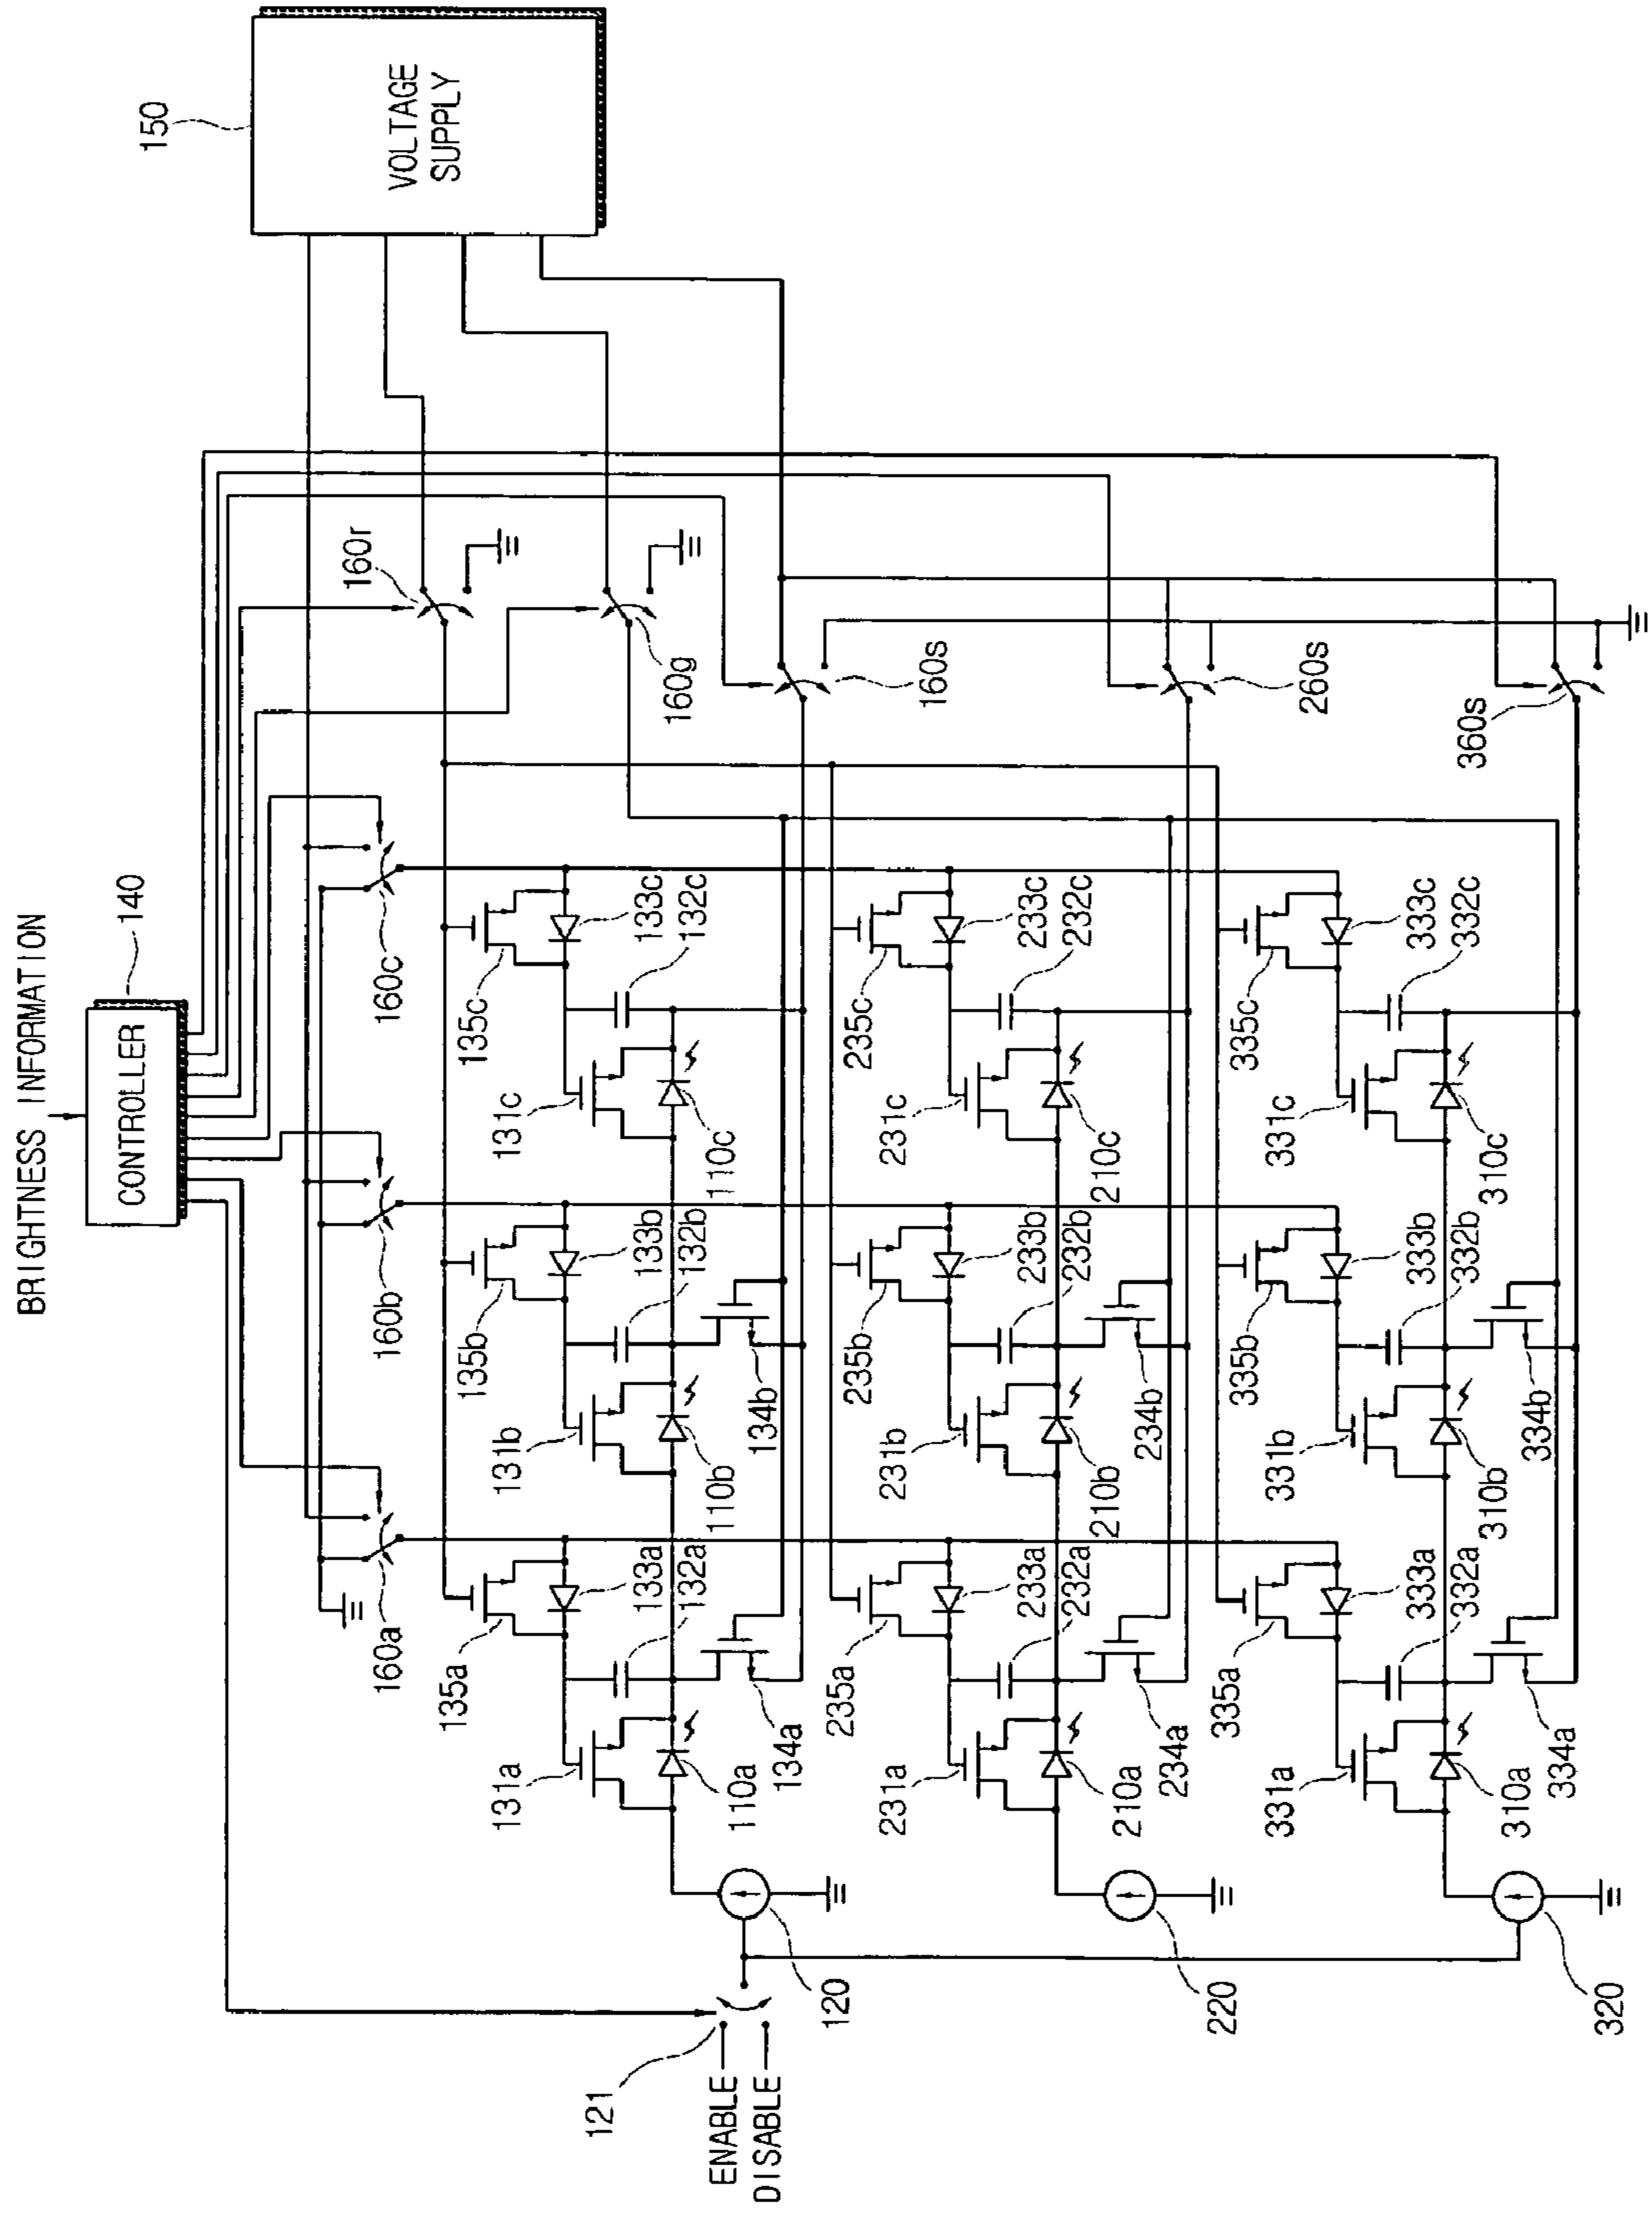 BRIGHTNESS INFORMATION
CONTROLLER
140
VOLTAGE
SUPPLY
150
160a
160b
160c
160r
160g
160s
260s
360s
121
ENABLE
DISABLE
120
220
320
135a
133a
132a
131a
110a
134a
135b
133b
132b
131b
110b
134b
135c
133c
132c
131c
110c
235a
233a
232a
231a
210a
234a
235b
233b
232b
231b
210b
234b
235c
233c
232c
231c
210c
335a
333a
332a
331a
310a
334a
335b
333b
332b
331b
310b
334b
335c
333c
332c
331c
310c